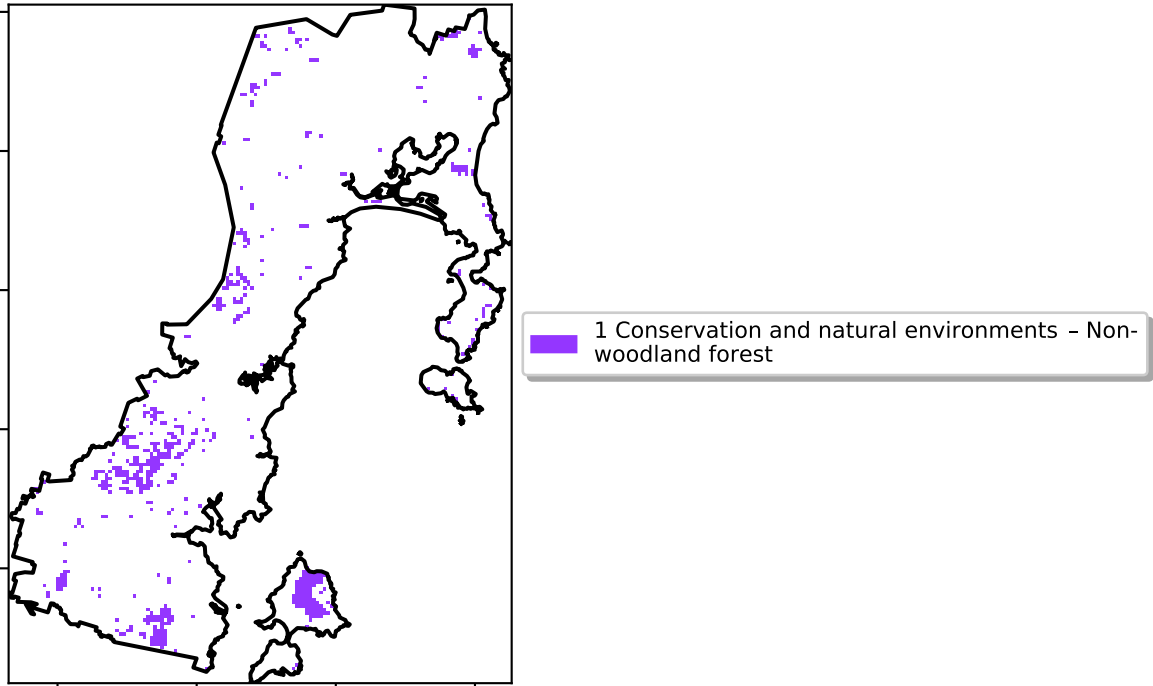 1 Conservation and natural environments – Non-
woodland forest